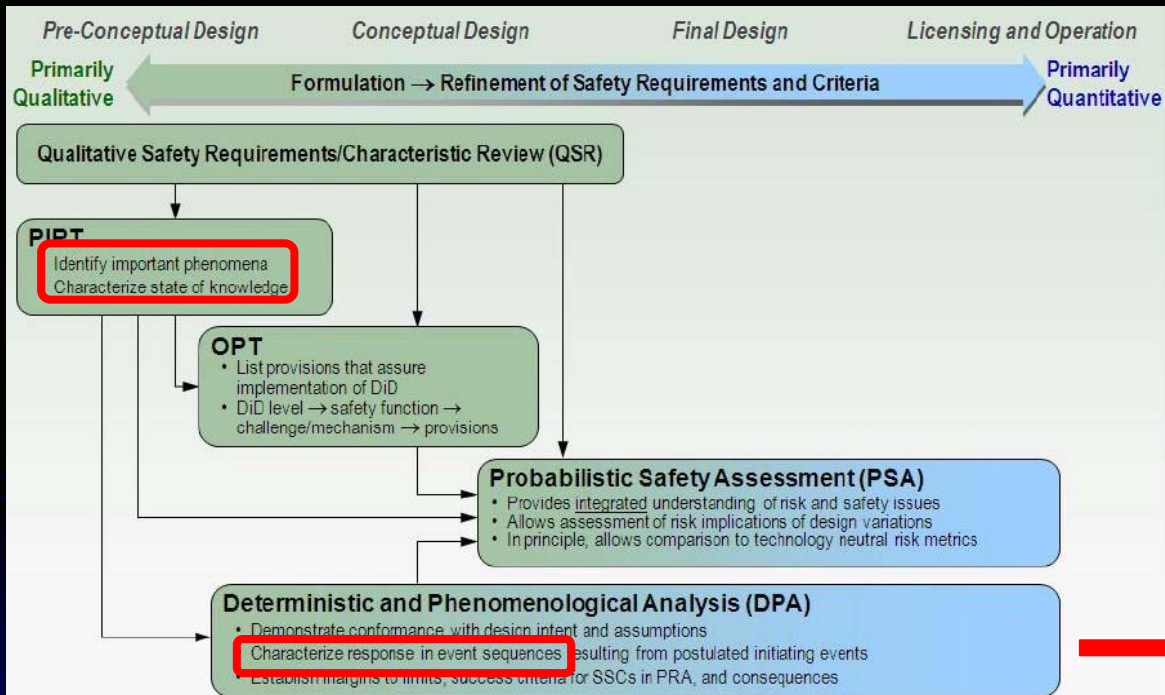 Pre-Conceptual Design Conceptual Design Final Design Licensing and Operation
Primarily
Qualitative
Formulation → Refinement of Safety Requirements and Criteria
Primarily
Quantitative
Qualitative Safety Requirements/Characteristic Review (QSR)
PIRT
Identify important phenomena
Characterize state of knowledge
OPT
• List provisions that assure
implementation of DiD
• DiD level → safety function →
challenge/mechanism → provisions
Probabilistic Safety Assessment (PSA)
• Provides integrated understanding of risk and safety issues
• Allows assessment of risk implications of design variations
• In principle, allows comparison to technology neutral risk metrics
Deterministic and Phenomenological Analysis (DPA)
• Demonstrate conformance with design intent and assumptions
Characterize response in event sequences resulting from postulated initiating events
• Establish margins to limits, success criteria for SSCs in PRA, and consequences